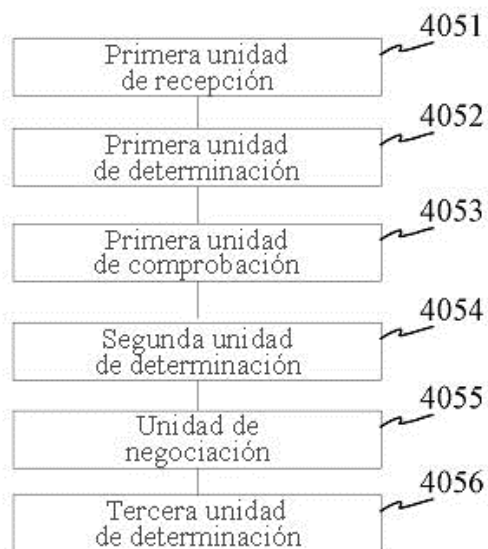 4051
Primera unidad
de recepción
4052
Primera unidad
de determinación
4053
Primera unidad
de comprobación
4054
Segunda unidad
de determinación
4055
Unidad de
negociación
4056
Tercera unidad
de determinación